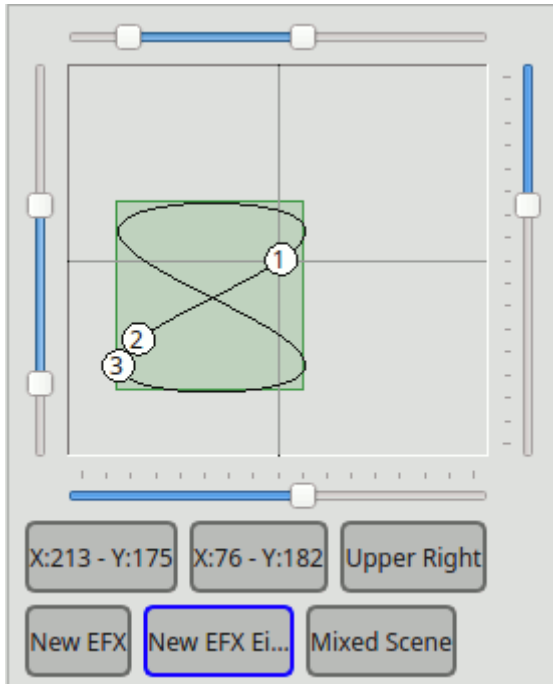 1
2
3
X:213 - Y:175 X:76 - Y:182 Upper Right
New EFX New EFX Ei... Mixed Scene